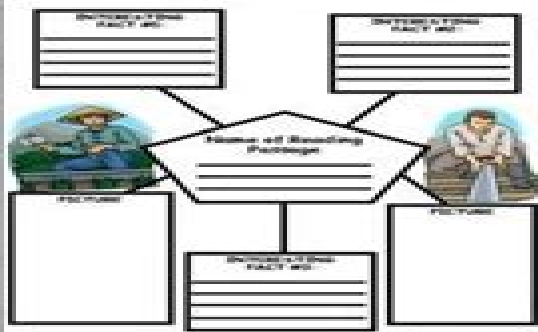 INTERESTING
FACT #1:
INTERESTING
FACT #2:
Name of Reading
Passage
PICTURE
PICTURE
INTERESTING
FACT #3: